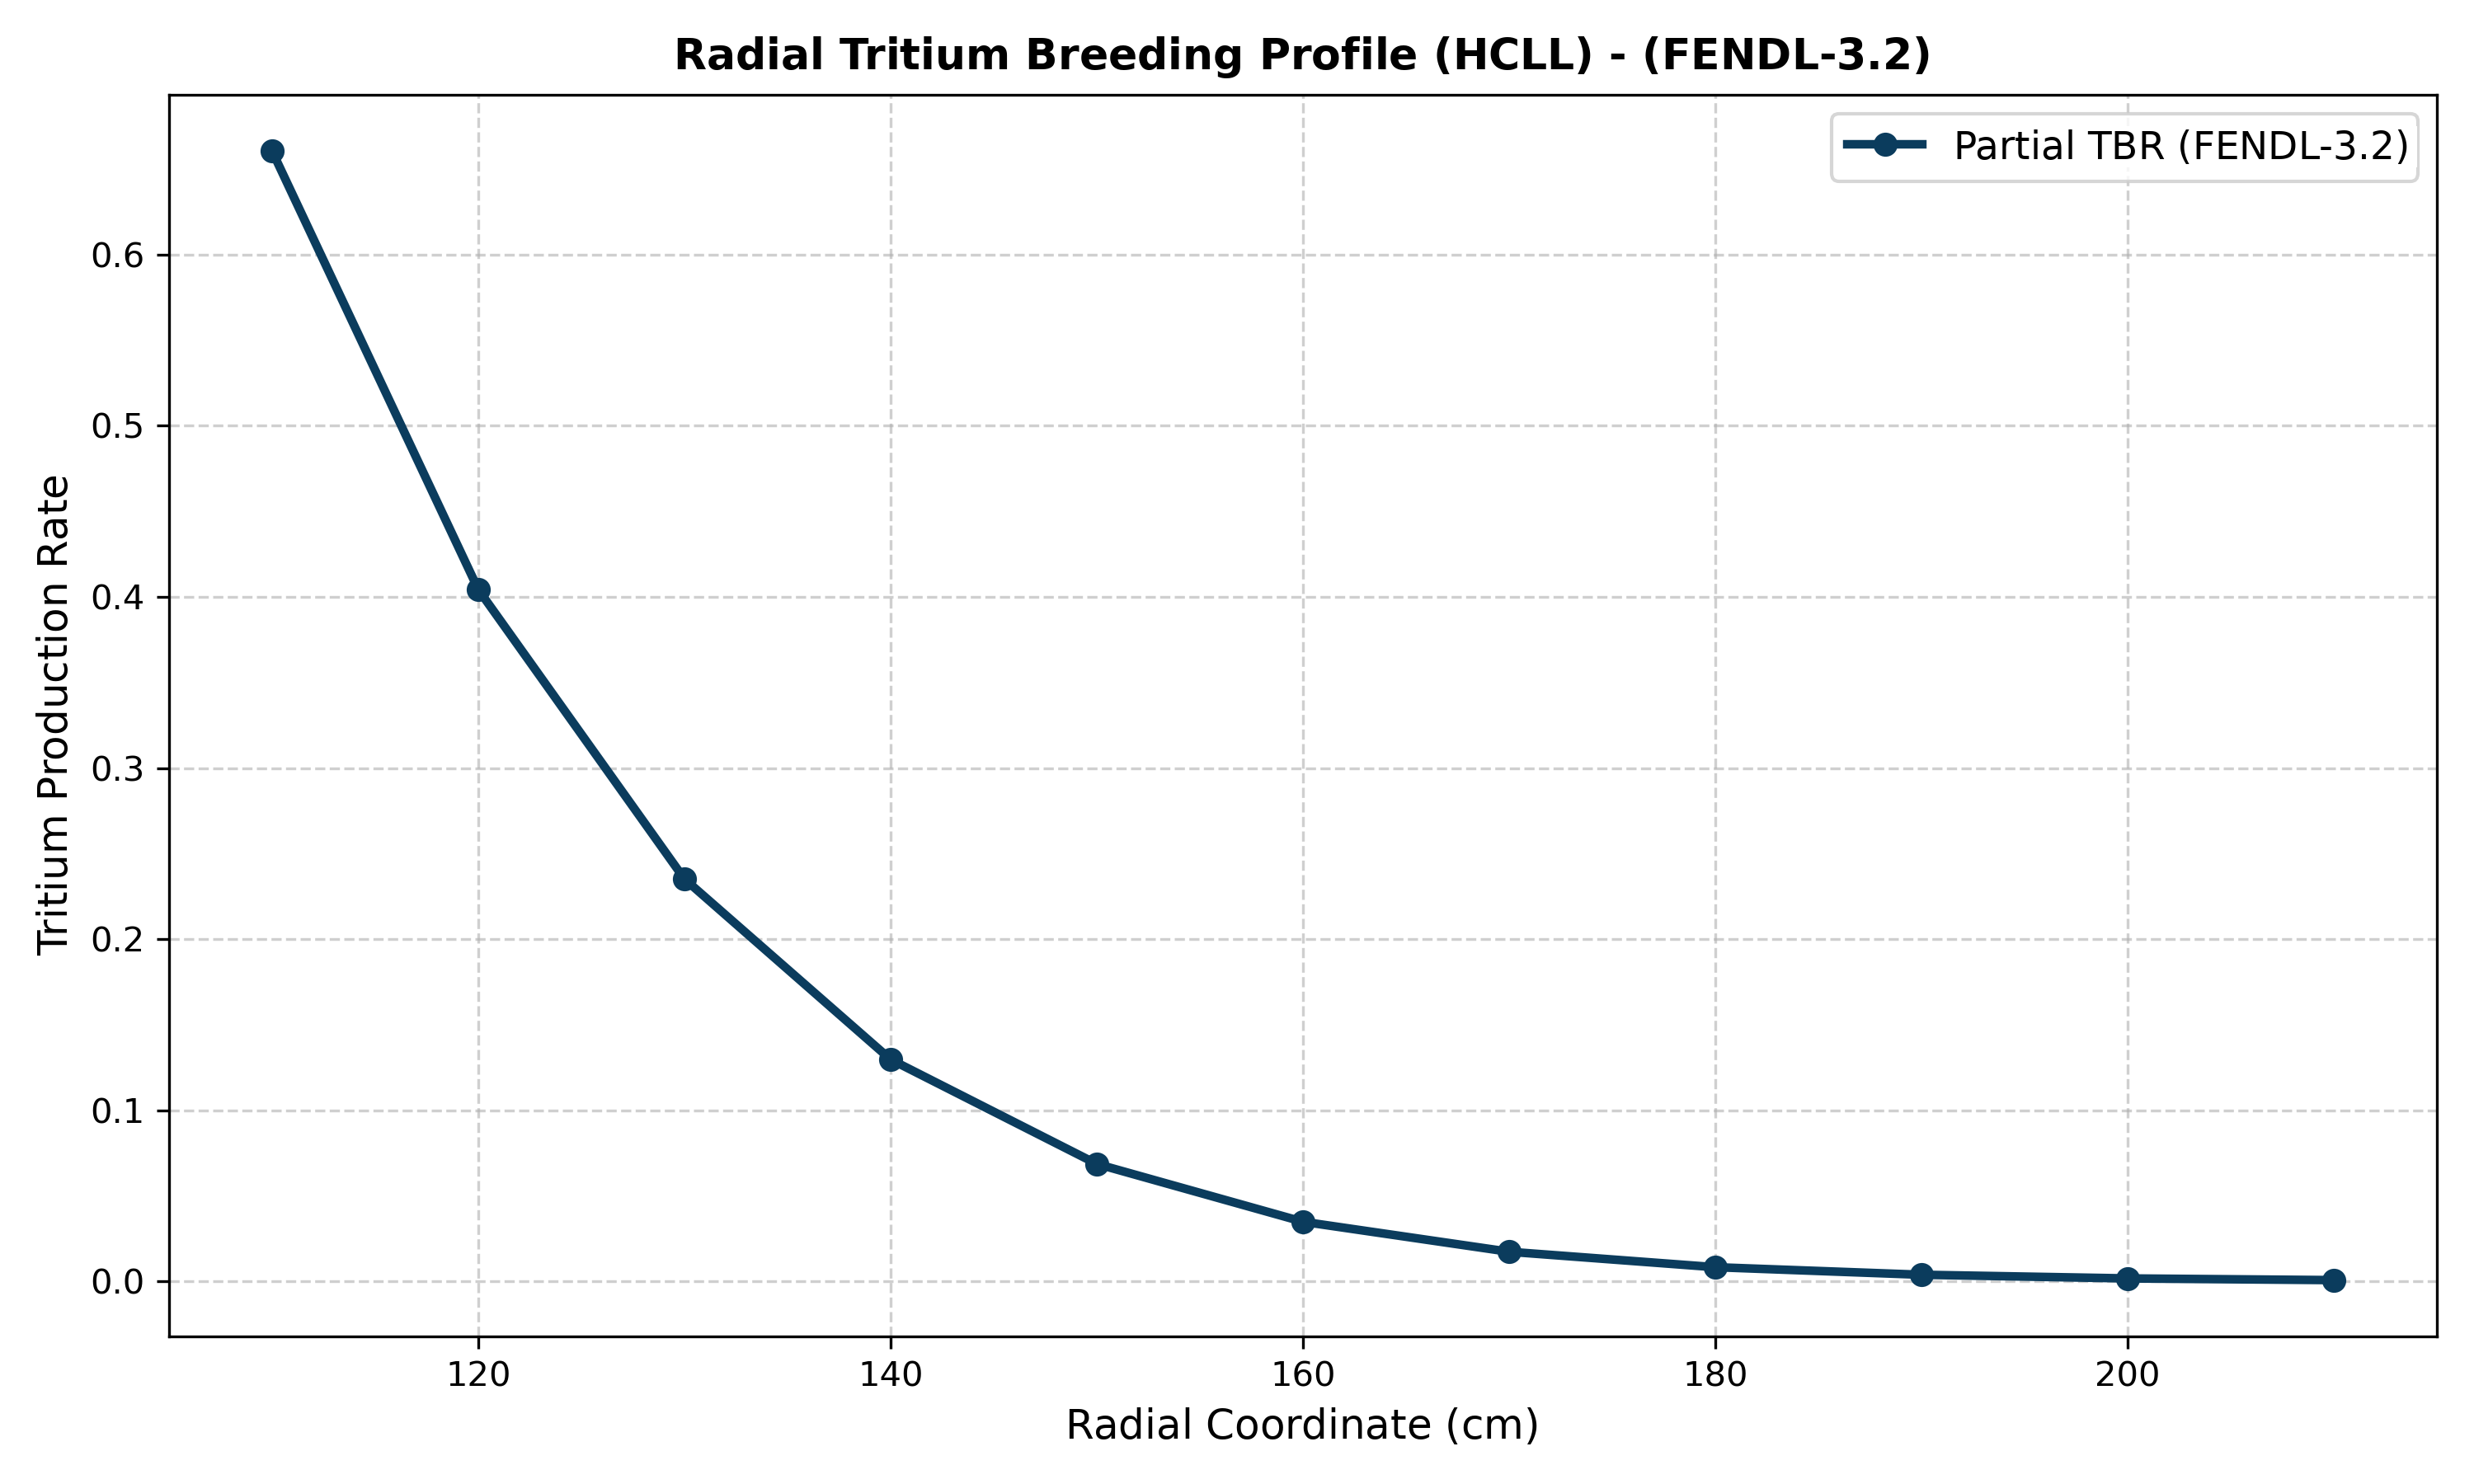 Radial Tritium Breeding Profile (HCLL) - (FENDL-3.2)
Partial TBR (FENDL-3.2)
Tritium Production Rate
0.6
0.5
0.4
0.3
0.2
0.1
0.0
120 140 160 180 200
Radial Coordinate (cm)